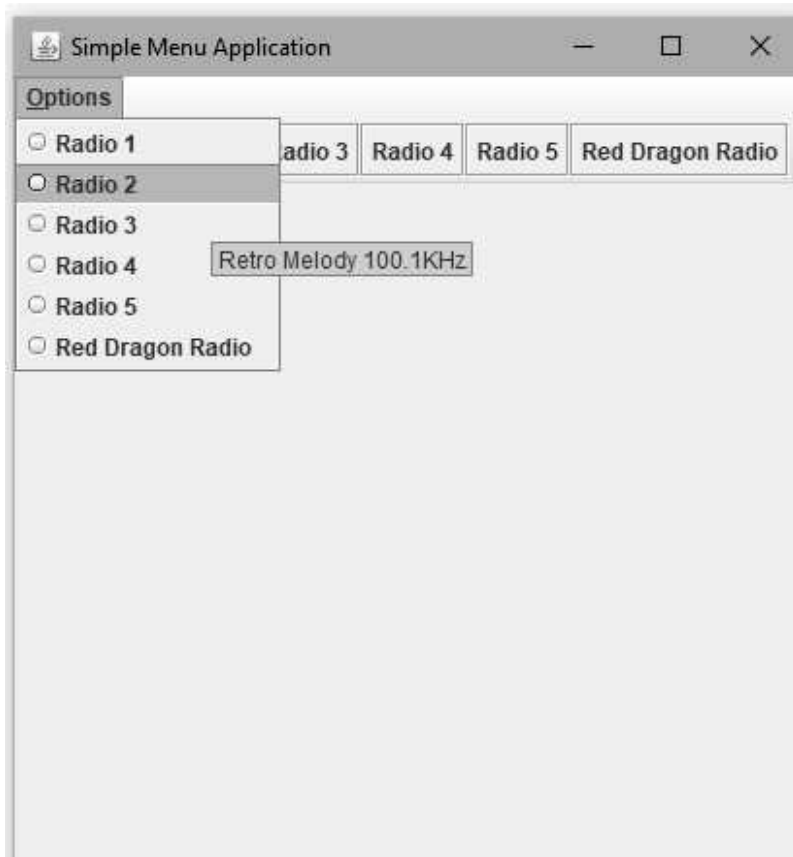 Simple Menu Application
Options
Radio 1
adio 3 Radio 4 Radio 5 Red Dragon Radio
Radio 2
Radio 3
Retro Melody 100.1KHz
Radio 4
Radio 5
Red Dragon Radio